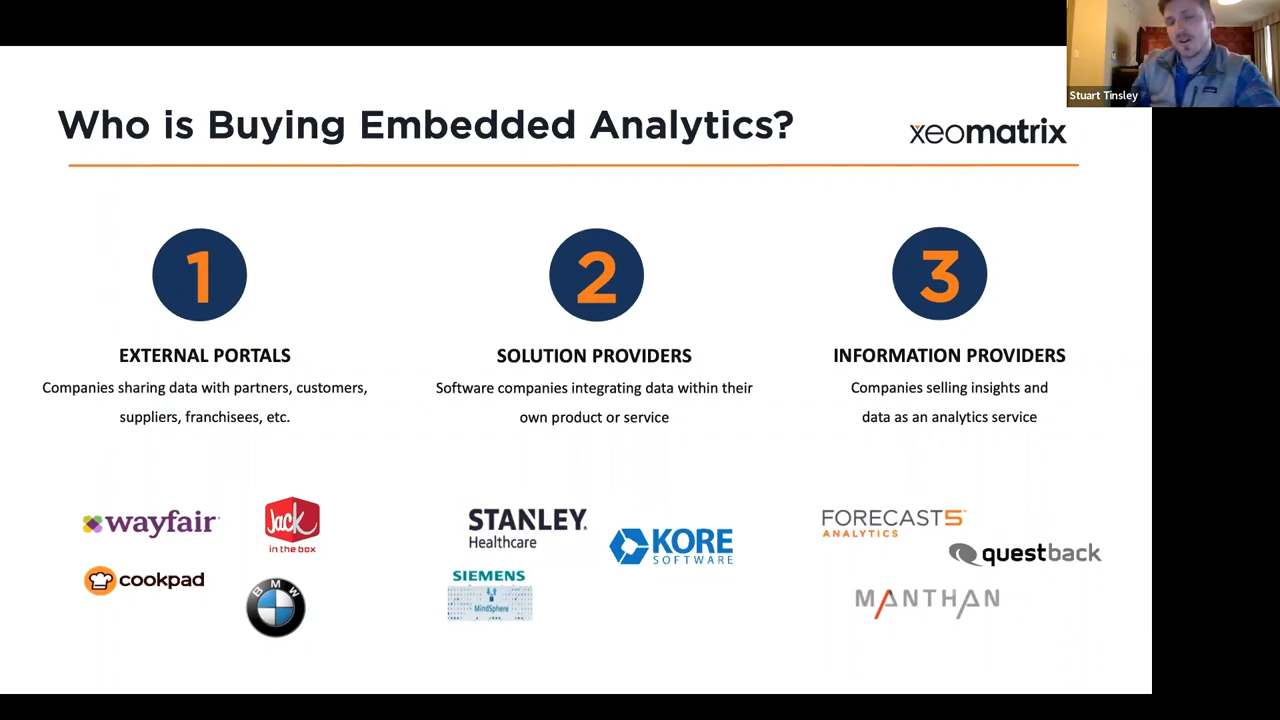 Stuart Tinsley
Who is Buying Embedded Analytics?
xeomatrix
1
EXTERNAL PORTALS
Companies sharing data with partners, customers,
suppliers, franchisees, etc.
wayfair
Jack
in the box
cookpad
BMW
2
SOLUTION PROVIDERS
Software companies integrating data within their
own product or service
STANLEY.
Healthcare
KORE
SOFTWARE
SIEMENS
MindSphere
3
INFORMATION PROVIDERS
Companies selling insights and
data as an analytics service
FORECAST5™
ANALYTICS
questback
MANTHAN